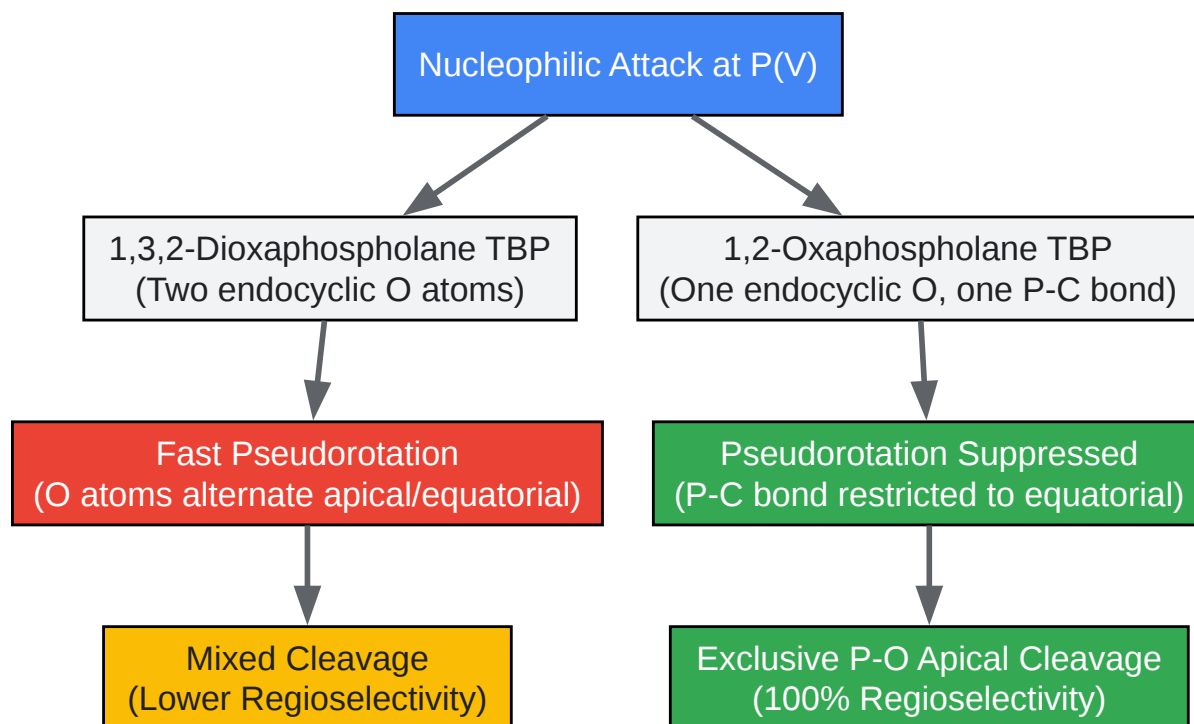 Nucleophilic Attack at P(V)
1,3,2-Dioxaphospholane TBP
(Two endocyclic O atoms)
1,2-Oxaphospholane TBP
(One endocyclic O, one P-C bond)
Fast Pseudorotation
(O atoms alternate apical/equatorial)
Pseudorotation Suppressed
(P-C bond restricted to equatorial)
Mixed Cleavage
(Lower Regioselectivity)
Exclusive P-O Apical Cleavage
(100% Regioselectivity)